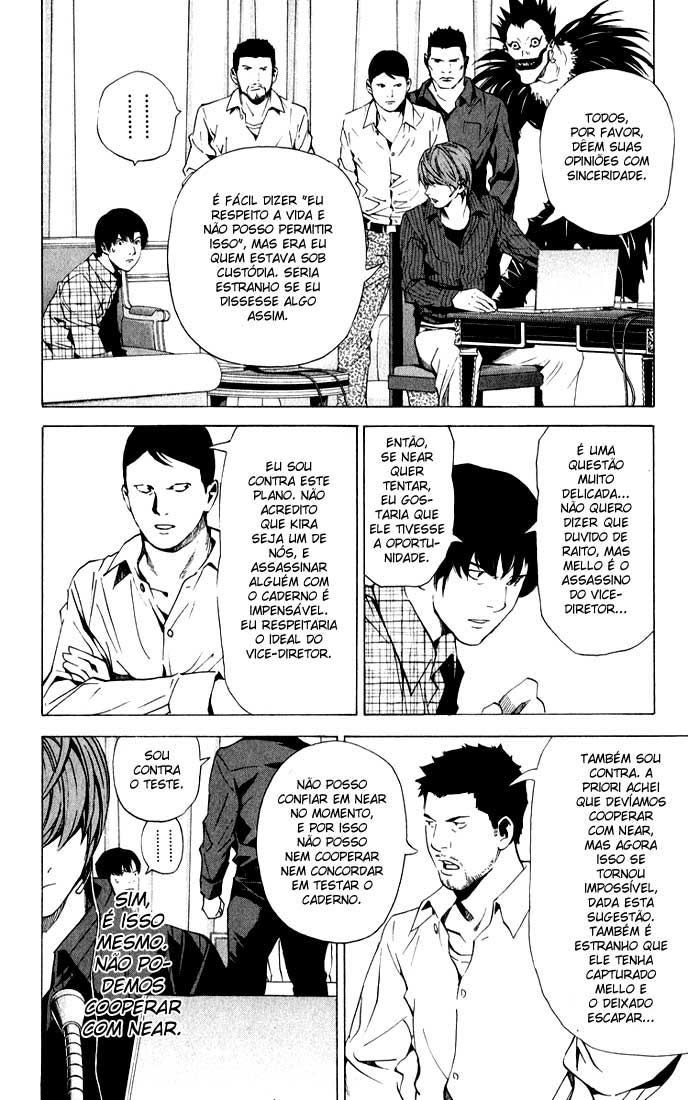 TODOS,
POR FAVOR,
DÊEM SUAS
OPINIÕES COM
SINCERIDADE.
É FÁCIL DIZER "EU
RESPEITO A VIDA E
NÃO POSSO PERMITIR
ISSO", MAS ERA EU
QUEM ESTAVA SOB
CUSTÓDIA. SERIA
ESTRANHO SE EU
DISSESSE ALGO
ASSIM.
É UMA
QUESTÃO
MUITO
DELICADA...
NÃO QUERO
DIZER QUE
DUVIDO DE
RAITO, MAS
MELLO É O
ASSASSINO
DO VICE-
DIRETOR...
ENTÃO,
SE NEAR
QUER
TENTAR,
EU GOS-
TARIA QUE
ELE TIVESSE
A OPORTU-
NIDADE.
EU SOU
CONTRA ESTE
PLANO. NÃO
ACREDITO
QUE KIRA
SEJA UM DE
NÓS, E
ASSASSINAR
ALGUÉM COM
O CADERNO É
IMPENSÁVEL.
EU RESPEITARIA
O IDEAL DO
VICE-DIRETOR.
TAMBÉM SOU
CONTRA. A
PRIORI ACHEI
QUE DEVÍAMOS
COOPERAR
COM NEAR,
MAS AGORA
ISSO SE
TORNOU
IMPOSSÍVEL,
DADA ESTA
SUGESTÃO.
TAMBÉM É
ESTRANHO QUE
ELE TENHA
CAPTURADO
MELLO E
O DEIXADO
ESCAPAR...
NÃO POSSO
CONFIAR EM NEAR
NO MOMENTO,
E POR ISSO
NÃO POSSO
NEM COOPERAR
NEM CONCORDAR
EM TESTAR O
CADERNO.
SOU
CONTRA
O TESTE.
SIM,
É ISSO
MESMO.
NÃO PO-
DEMOS
COOPERAR
COM NEAR.